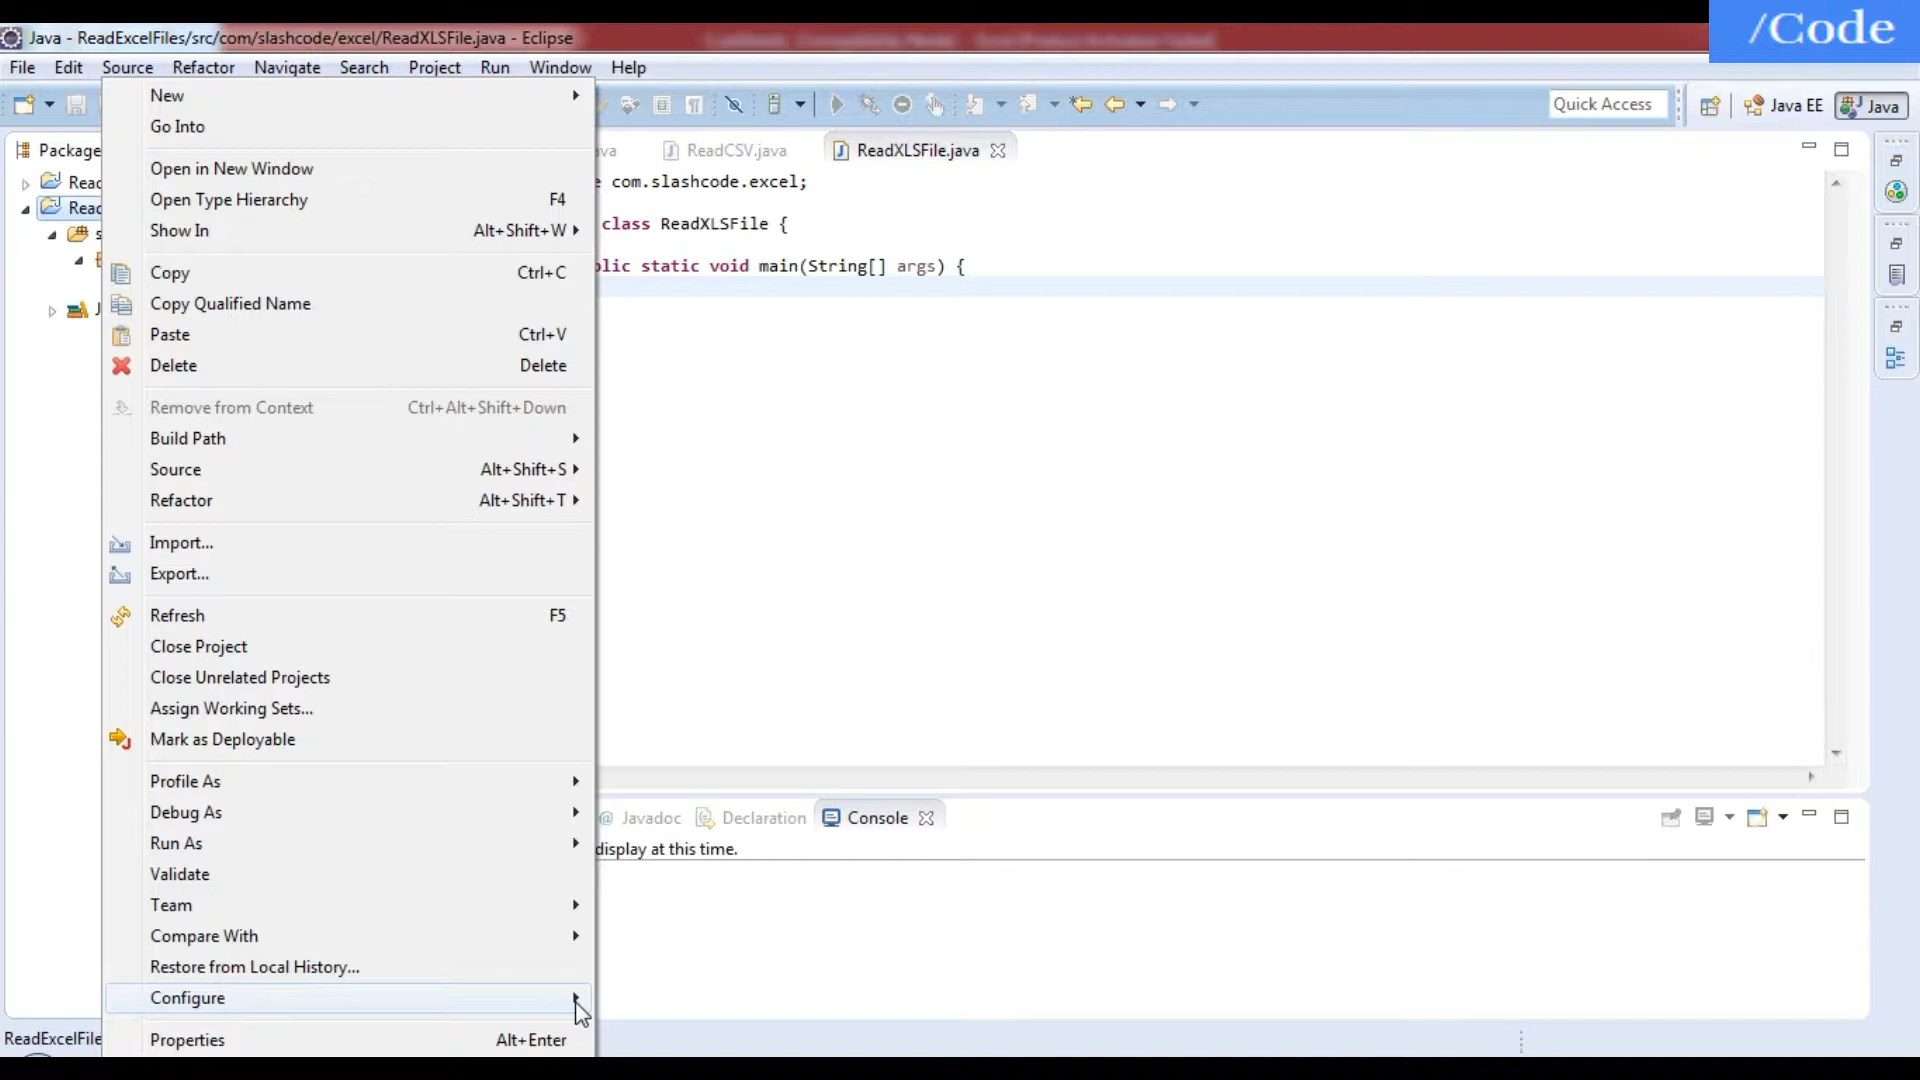 /Code
Java - ReadExcelFiles/src/com/slashcode/excel/ReadXLSFile.java - Eclipse
File Edit Source Refactor Navigate Search Project Run Window Help
Quick Access Java EE Java
Package
Read
Read
ava ReadCSV.java ReadXLSFile.java
e com.slashcode.excel;
class ReadXLSFile {
blic static void main(String[] args) {
New
Go Into
Open in New Window
Open Type Hierarchy F4
Show In Alt+Shift+W
Copy Ctrl+C
Copy Qualified Name
Paste Ctrl+V
Delete Delete
Remove from Context Ctrl+Alt+Shift+Down
Build Path
Source Alt+Shift+S
Refactor Alt+Shift+T
Import...
Export...
Refresh F5
Close Project
Close Unrelated Projects
Assign Working Sets...
Mark as Deployable
Profile As
Debug As
Run As
Validate
Team
Compare With
Restore from Local History...
Configure
Properties Alt+Enter
@ Javadoc Declaration Console
display at this time.
ReadExcelFile